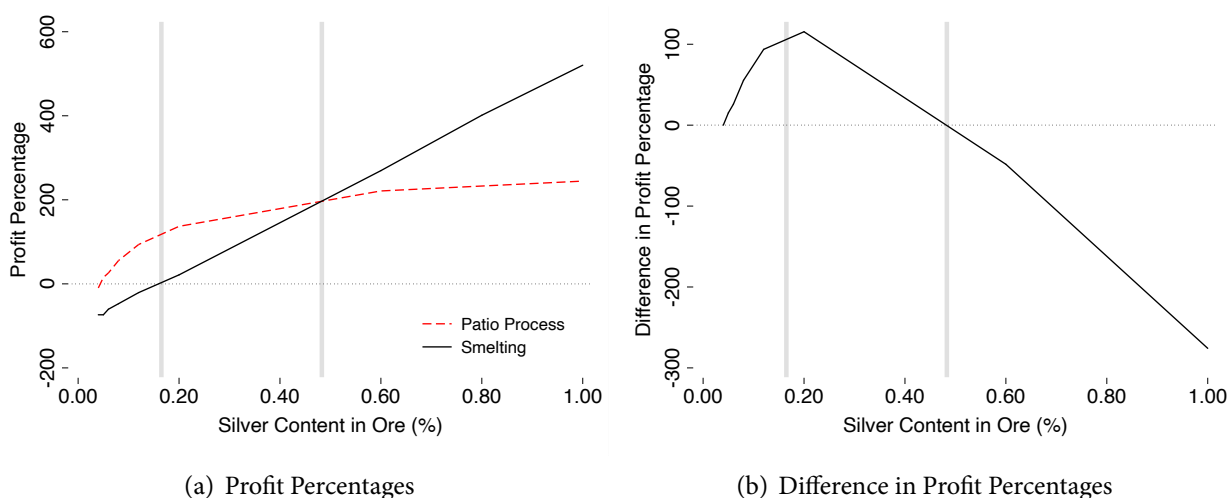 600
400
200
0
-200
Profit Percentage
Patio Process
Smelting
0.00 0.20 0.40 0.60 0.80 1.00
Silver Content in Ore (%)
(a) Profit Percentages
100
0
-100
-200
-300
Difference in Profit Percentage
0.00 0.20 0.40 0.60 0.80 1.00
Silver Content in Ore (%)
(b) Difference in Profit Percentages